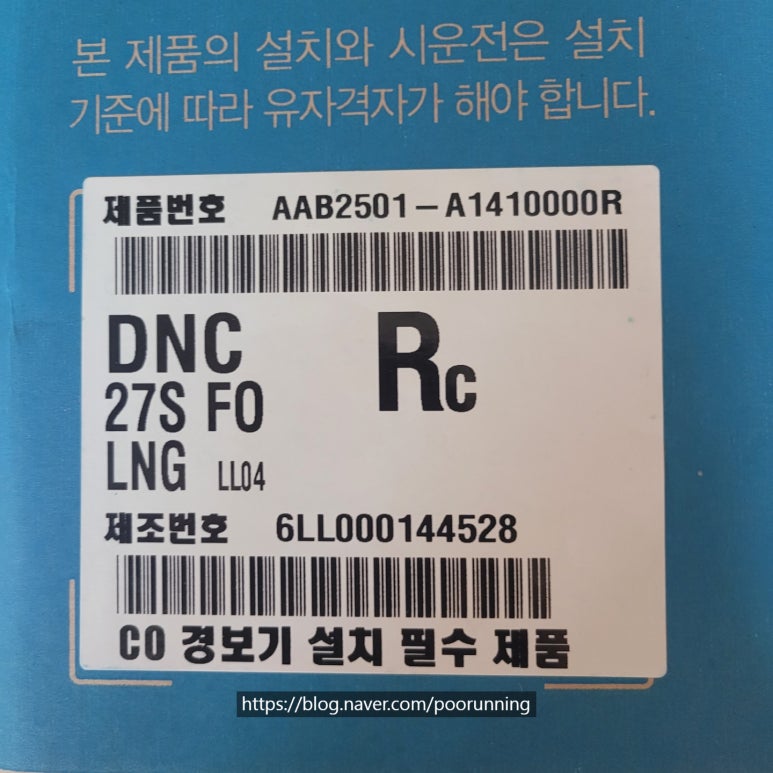 본 제품의 설치와 시운전은 설치
기준에 따라 유자격자가 해야 합니다.
제품번호 AAB2501-A1410000R
DNC Rc
27S FO
LNG LL04
제조번호 6LL000144528
CO 경보기 설치 필수 제품
https://blog.naver.com/poorunning